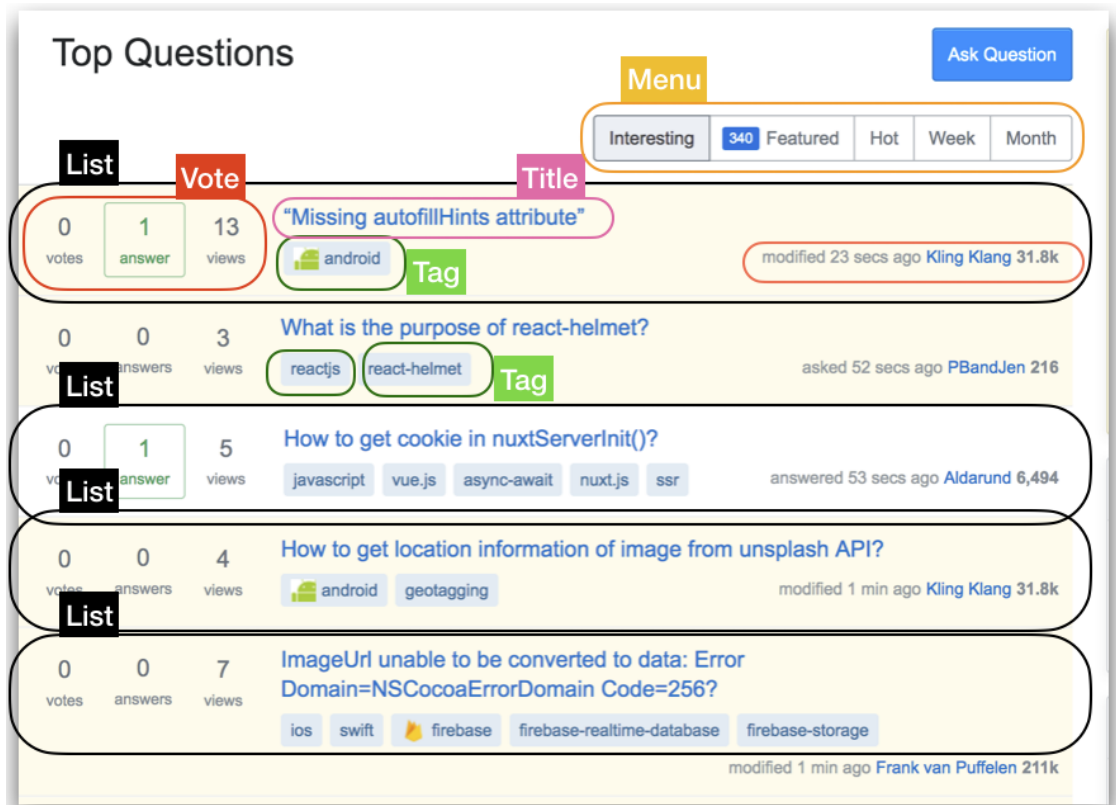 Top Questions
Ask Question
Menu
Interesting
340 Featured
Hot
Week
Month
List
Vote
Title
0
votes
1
answer
13
views
“Missing autofillHints attribute”
android
Tag
modified 23 secs ago Kling Klang 31.8k
0
0
answers
3
views
What is the purpose of react-helmet?
reactjs
react-helmet
Tag
asked 52 secs ago PBandJen 216
List
0
1
answer
5
views
How to get cookie in nuxtServerInit()?
javascript
vue.js
async-await
nuxt.js
ssr
answered 53 secs ago Aldarund 6,494
List
0
votes
0
answers
4
views
How to get location information of image from unsplash API?
android
geotagging
modified 1 min ago Kling Klang 31.8k
List
0
votes
0
answers
7
views
ImageUrl unable to be converted to data: Error
Domain=NSCocoaErrorDomain Code=256?
ios
swift
firebase
firebase-realtime-database
firebase-storage
modified 1 min ago Frank van Puffelen 211k